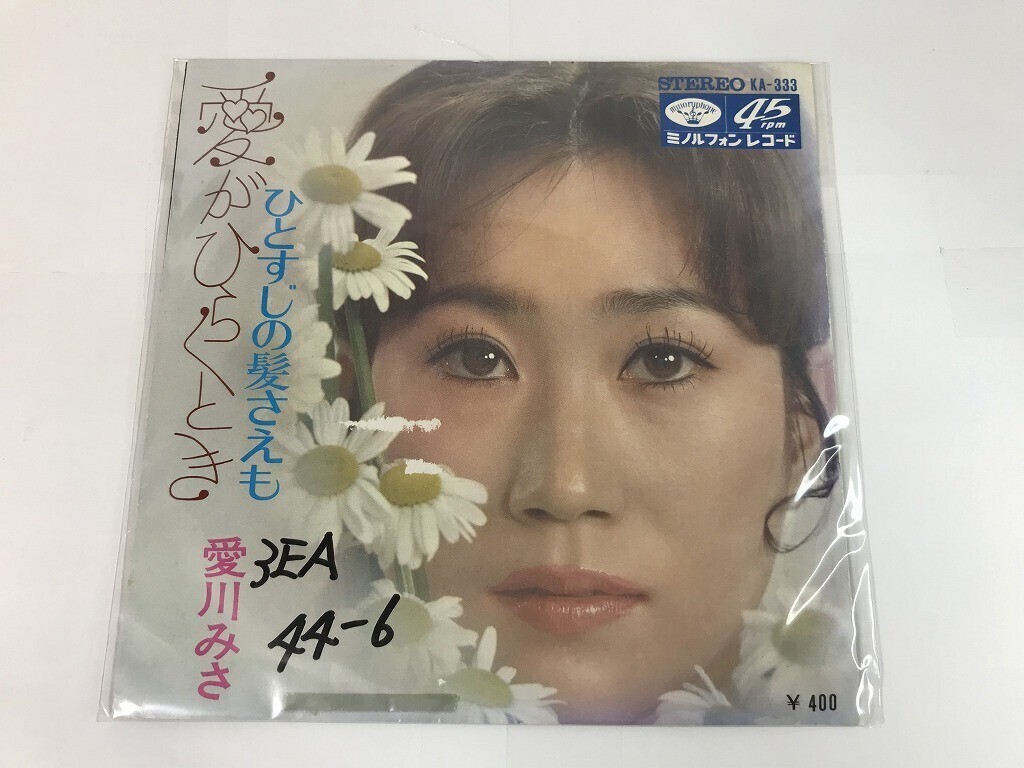 STEREO KA-333
minoruphone
45 rpm
ミノルフォン レコード
愛がひらくとき
ひとすじの髪さえも
愛川みさ
3EA
44-6
¥ 400